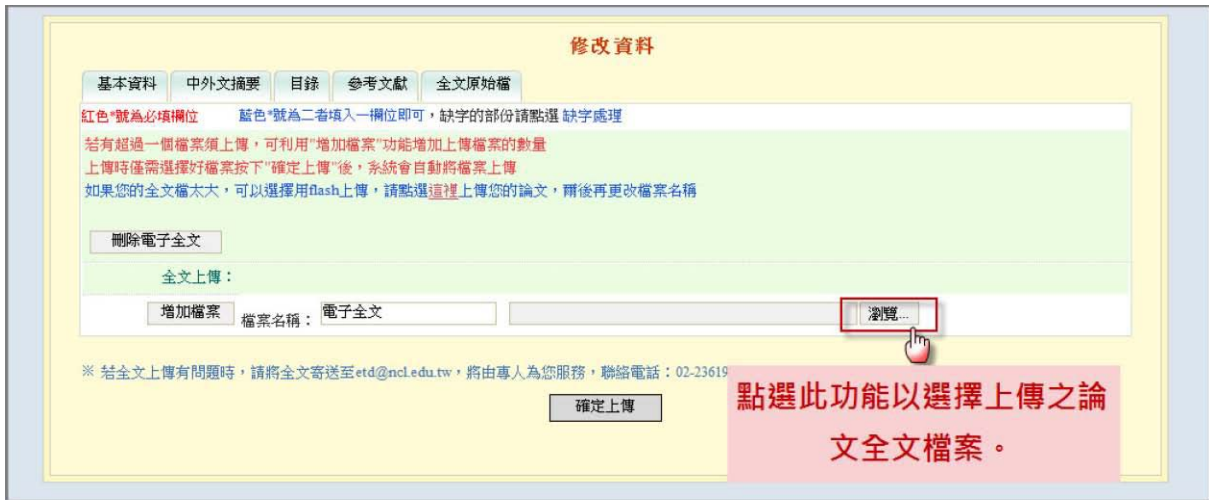 修改資料
基本資料 中外文摘要 目錄 參考文獻 全文原始檔
紅色*號為必填欄位 藍色*號為二者填入一欄位即可，缺字的部份請點選 缺字處理
若有超過一個檔案須上傳，可利用"增加檔案"功能增加上傳檔案的數量
上傳時僅需選擇好檔案按下"確定上傳"後，系統會自動將檔案上傳
如果您的全文檔太大，可以選擇用flash上傳，請點選這裡上傳您的論文，爾後再更改檔案名稱
刪除電子全文
全文上傳：
增加檔案 檔案名稱： 電子全文 瀏覽...
※ 若全文上傳有問題時，請將全文寄送至etd@ncl.edu.tw，將由專人為您服務，聯絡電話：02-23619
確定上傳
點選此功能以選擇上傳之論
文全文檔案。